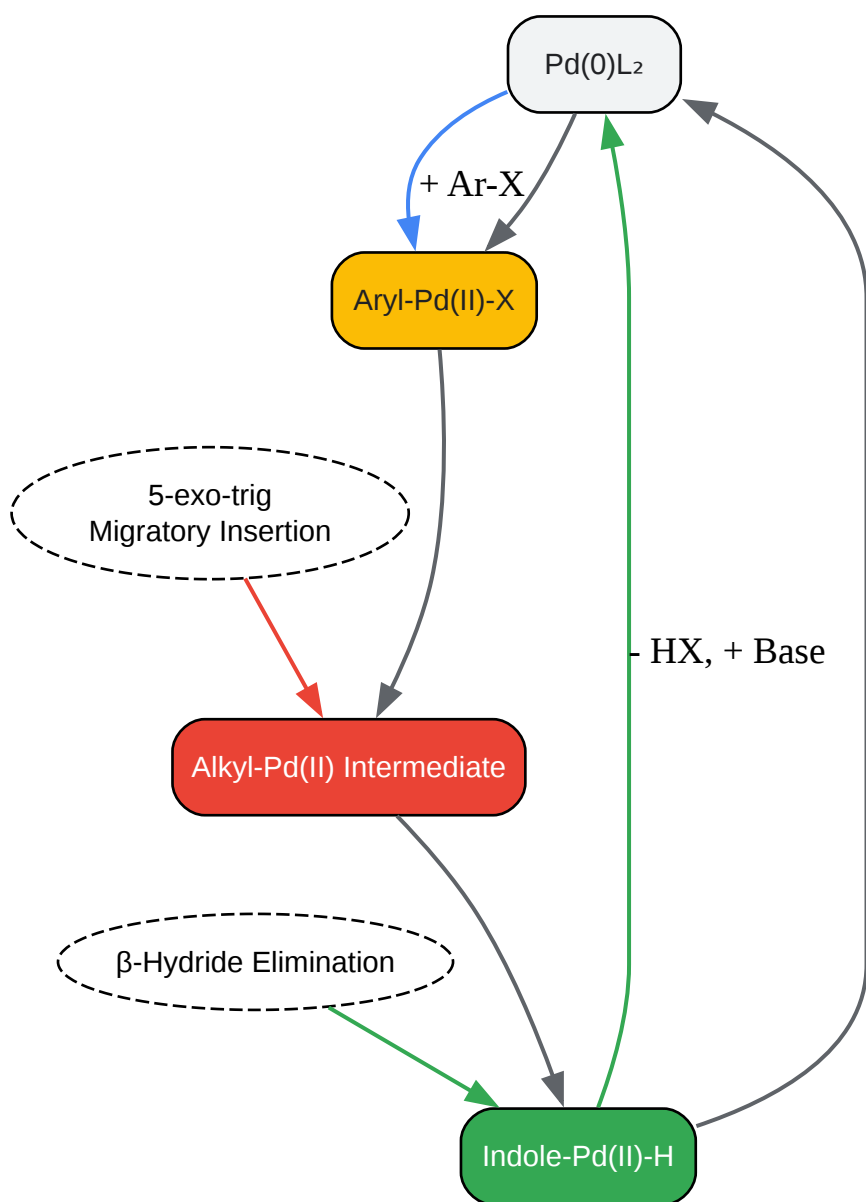 Pd(0)L₂
+ Ar-X
Aryl-Pd(II)-X
5-exo-trig
Migratory Insertion
- HX, + Base
Alkyl-Pd(II) Intermediate
β-Hydride Elimination
Indole-Pd(II)-H